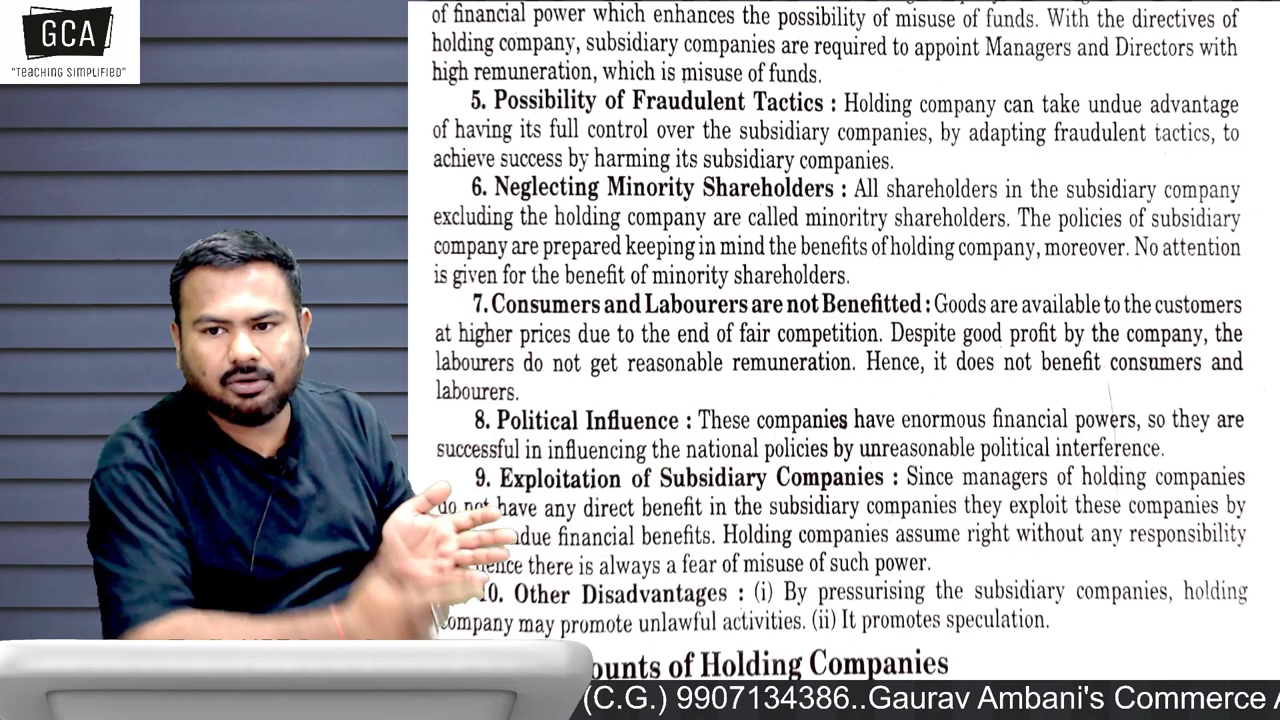 GCA
"TEACHING SIMPLIFIED"
of financial power which enhances the possibility of misuse of funds. With the directives of
holding company, subsidiary companies are required to appoint Managers and Directors with
high remuneration, which is misuse of funds.
5. Possibility of Fraudulent Tactics : Holding company can take undue advantage
of having its full control over the subsidiary companies, by adapting fraudulent tactics, to
achieve success by harming its subsidiary companies.
6. Neglecting Minority Shareholders : All shareholders in the subsidiary company
excluding the holding company are called minoritry shareholders. The policies of subsidiary
company are prepared keeping in mind the benefits of holding company, moreover. No attention
is given for the benefit of minority shareholders.
7. Consumers and Labourers are not Benefitted : Goods are available to the customers
at higher prices due to the end of fair competition. Despite good profit by the company, the
labourers do not get reasonable remuneration. Hence, it does not benefit consumers and
labourers.
8. Political Influence : These companies have enormous financial powers, so they are
successful in influencing the national policies by unreasonable political interference.
9. Exploitation of Subsidiary Companies : Since managers of holding companies
do not have any direct benefit in the subsidiary companies they exploit these companies by
financial benefits. Holding companies assume right without any responsibility
there is always a fear of misuse of such power.
10. Other Disadvantages : (i) By pressurising the subsidiary companies, holding
company may promote unlawful activities. (ii) It promotes speculation.
of Holding Companies
(C.G.) 9907134386..Gaurav Ambani's Commerce